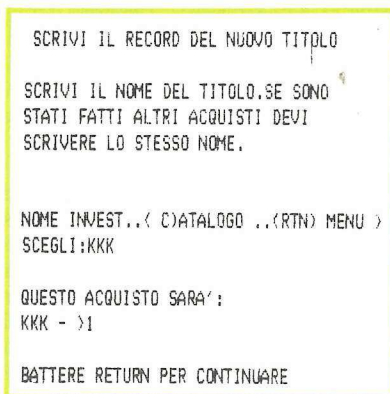 SCRIVI IL RECORD DEL NUOVO TITOLO
SCRIVI IL NOME DEL TITOLO.SE SONO
STATI FATTI ALTRI ACQUISTI DEVI
SCRIVERE LO STESSO NOME.
NOME INVEST..( C)ATALOGO ..(RTN) MENU )
SCEGLI:KKK
QUESTO ACQUISTO SARA':
KKK - )1
BATTERE RETURN PER CONTINUARE